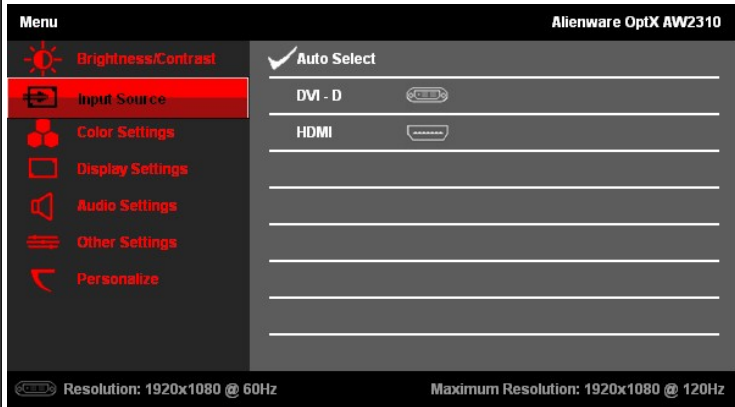 Menu Alienware OptX AW2310
Brightness/Contrast
Input Source
Color Settings
Display Settings
Audio Settings
Other Settings
Personalize
Auto Select
DVI - D
HDMI
Resolution: 1920x1080 @ 60Hz Maximum Resolution: 1920x1080 @ 120Hz